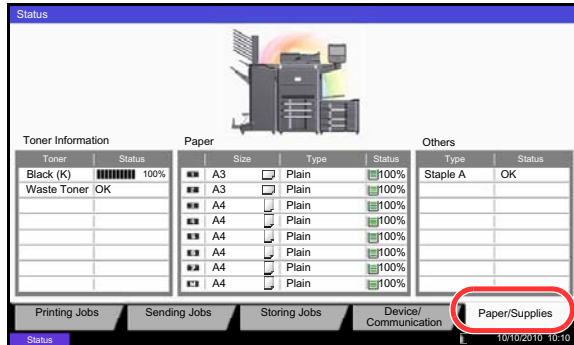 Status
Toner Information
Paper
Others
Toner Status
Size Type Status
Type Status
Black (K) 100%
A3 Plain 100%
Staple A OK
Waste Toner OK
A3 Plain 100%
A4 Plain 100%
A4 Plain 100%
A4 Plain 100%
A4 Plain 100%
A4 Plain 100%
A4 Plain 100%
Printing Jobs
Sending Jobs
Storing Jobs
Device/
Communication
Paper/Supplies
Status
10/10/2010 10:10